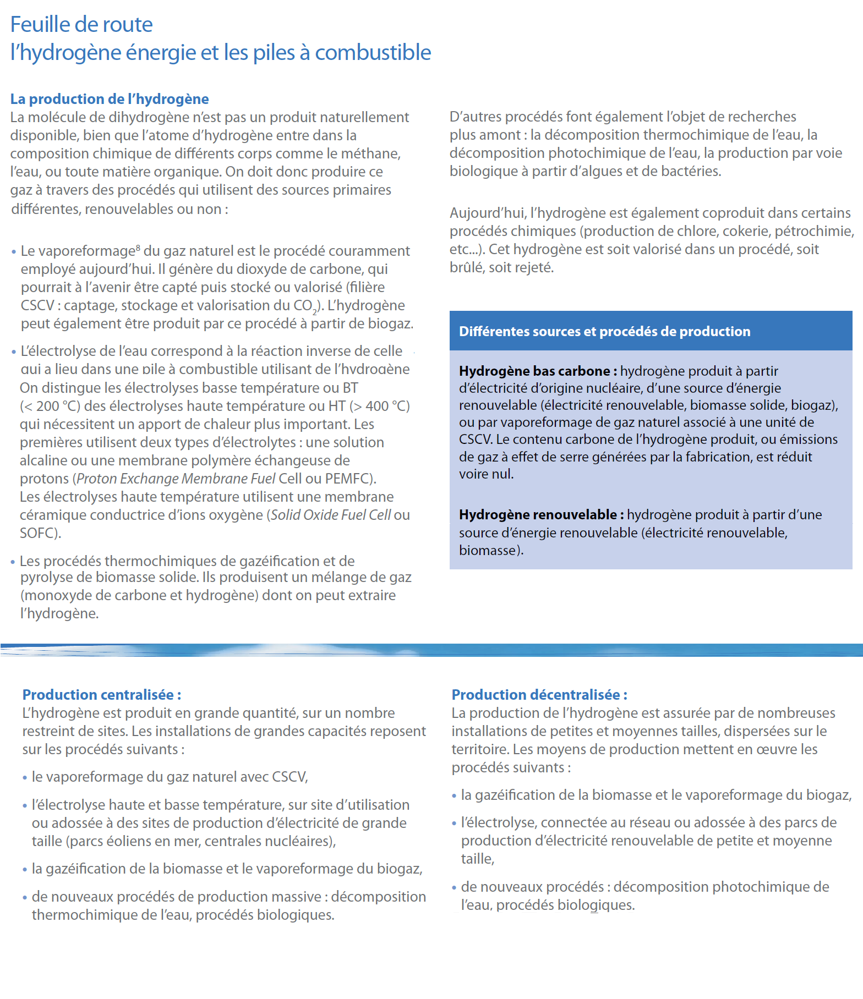 Feuille de route
l’hydrogène énergie et les piles à combustible
La production de l’hydrogène
La molécule de dihydrogène n’est pas un produit naturellement
disponible, bien que l’atome d’hydrogène entre dans la
composition chimique de différents corps comme le méthane,
l’eau, ou toute matière organique. On doit donc produire ce
gaz à travers des procédés qui utilisent des sources primaires
différentes, renouvelables ou non :
• Le vaporeformage⁸ du gaz naturel est le procédé couramment
employé aujourd’hui. Il génère du dioxyde de carbone, qui
pourrait à l’avenir être capté puis stocké ou valorisé (filière
CSCV : captage, stockage et valorisation du CO₂). L’hydrogène
peut également être produit par ce procédé à partir de biogaz.
• L’électrolyse de l’eau correspond à la réaction inverse de celle
qui a lieu dans une pile à combustible utilisant de l’hydrogène
On distingue les électrolyses basse température ou BT
(< 200 °C) des électrolyses haute température ou HT (> 400 °C)
qui nécessitent un apport de chaleur plus important. Les
premières utilisent deux types d’électrolytes : une solution
alcaline ou une membrane polymère échangeuse de
protons (Proton Exchange Membrane Fuel Cell ou PEMFC).
Les électrolyses haute température utilisent une membrane
céramique conductrice d’ions oxygène (Solid Oxide Fuel Cell ou
SOFC).
• Les procédés thermochimiques de gazéification et de
pyrolyse de biomasse solide. Ils produisent un mélange de gaz
(monoxyde de carbone et hydrogène) dont on peut extraire
l’hydrogène.
D’autres procédés font également l’objet de recherches
plus amont : la décomposition thermochimique de l’eau, la
décomposition photochimique de l’eau, la production par voie
biologique à partir d’algues et de bactéries.
Aujourd’hui, l’hydrogène est également coproduit dans certains
procédés chimiques (production de chlore, cokerie, pétrochimie,
etc...). Cet hydrogène est soit valorisé dans un procédé, soit
brûlé, soit rejeté.
Différentes sources et procédés de production
Hydrogène bas carbone : hydrogène produit à partir
d’électricité d’origine nucléaire, d’une source d’énergie
renouvelable (électricité renouvelable, biomasse solide, biogaz),
ou par vaporeformage de gaz naturel associé à une unité de
CSCV. Le contenu carbone de l’hydrogène produit, ou émissions
de gaz à effet de serre générées par la fabrication, est réduit
voire nul.
Hydrogène renouvelable : hydrogène produit à partir d’une
source d’énergie renouvelable (électricité renouvelable,
biomasse).
Production centralisée :
L’hydrogène est produit en grande quantité, sur un nombre
restreint de sites. Les installations de grandes capacités reposent
sur les procédés suivants :
• le vaporeformage du gaz naturel avec CSCV,
• l’électrolyse haute et basse température, sur site d’utilisation
ou adossée à des sites de production d’électricité de grande
taille (parcs éoliens en mer, centrales nucléaires),
• la gazéification de la biomasse et le vaporeformage du biogaz,
• de nouveaux procédés de production massive : décomposition
thermochimique de l’eau, procédés biologiques.
Production décentralisée :
La production de l’hydrogène est assurée par de nombreuses
installations de petites et moyennes tailles, dispersées sur le
territoire. Les moyens de production mettent en œuvre les
procédés suivants :
• la gazéification de la biomasse et le vaporeformage du biogaz,
• l’électrolyse, connectée au réseau ou adossée à des parcs de
production d’électricité renouvelable de petite et moyenne
taille,
• de nouveaux procédés : décomposition photochimique de
l’eau, procédés biologiques.